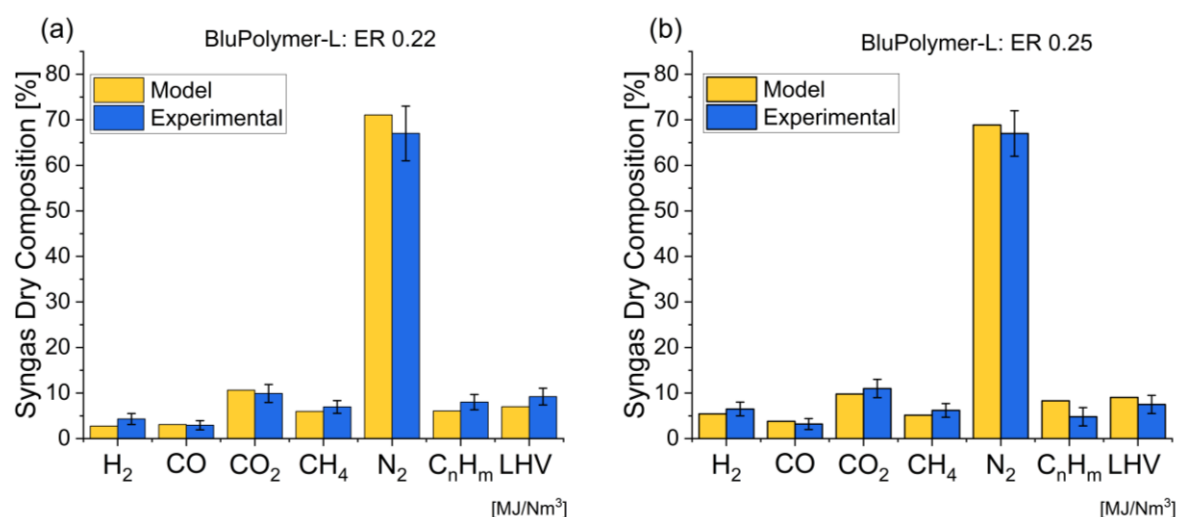 (a)
BluPolymer-L: ER 0.22
Syngas Dry Composition [%]
80
70
60
50
40
30
20
10
0
Model
Experimental
H₂ CO CO₂ CH₄ N₂ CₙHₘ LHV
[MJ/Nm³]
(b)
BluPolymer-L: ER 0.25
Syngas Dry Composition [%]
80
70
60
50
40
30
20
10
0
Model
Experimental
H₂ CO CO₂ CH₄ N₂ CₙHₘ LHV
[MJ/Nm³]